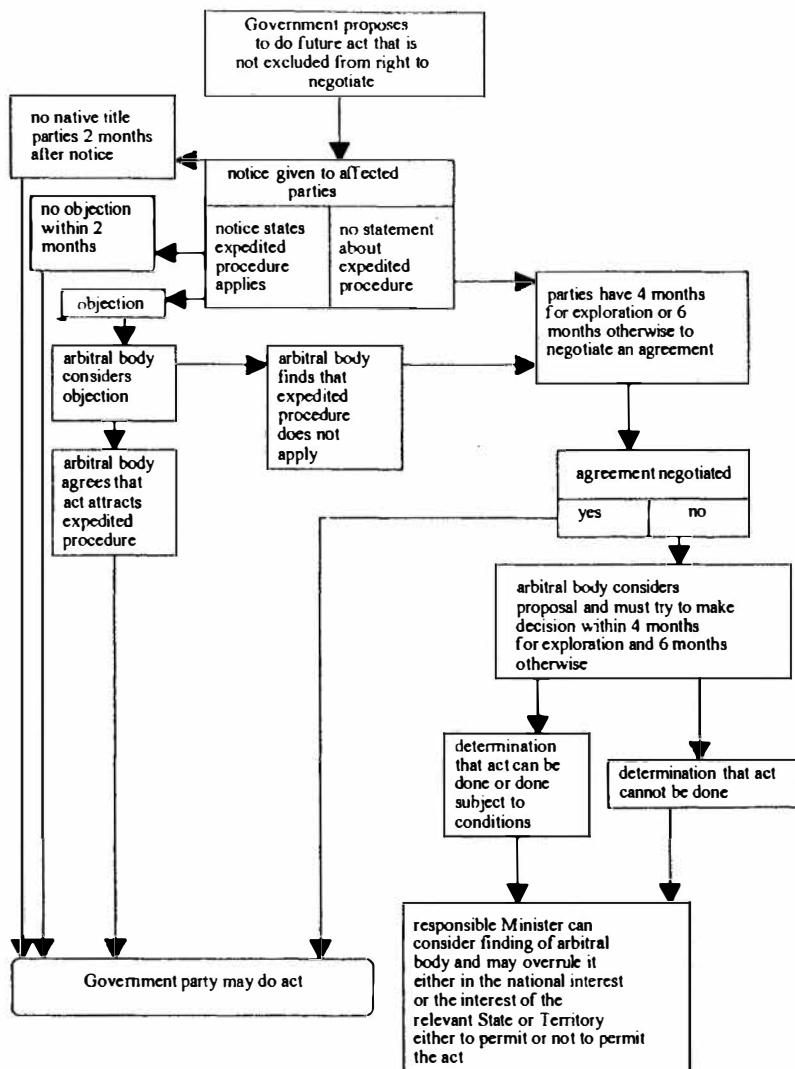 Government proposes
to do future act that is
not excluded from right to
negotiate
no native title
parties 2 months
after notice
notice given to affected
parties
no objection
within 2
months
notice states
expedited
procedure
applies
no statement
about
expedited
procedure
objection
parties have 4 months
for exploration or 6
months otherwise to
negotiate an agreement
arbitral body
considers
objection
arbitral body
finds that
expedited
procedure
does not
apply
arbitral body
agrees that
act attracts
expedited
procedure
agreement negotiated
yes
no
arbitral body considers
proposal and must try to make
decision within 4 months
for exploration and 6 months
otherwise
determination
that act can be
done or done
subject to
conditions
determination that act
cannot be done
Government party may do act
responsible Minister can
consider finding of arbitral
body and may overrule it
either in the national interest
or the interest of the
relevant State or Territory
either to permit or not to permit
the act